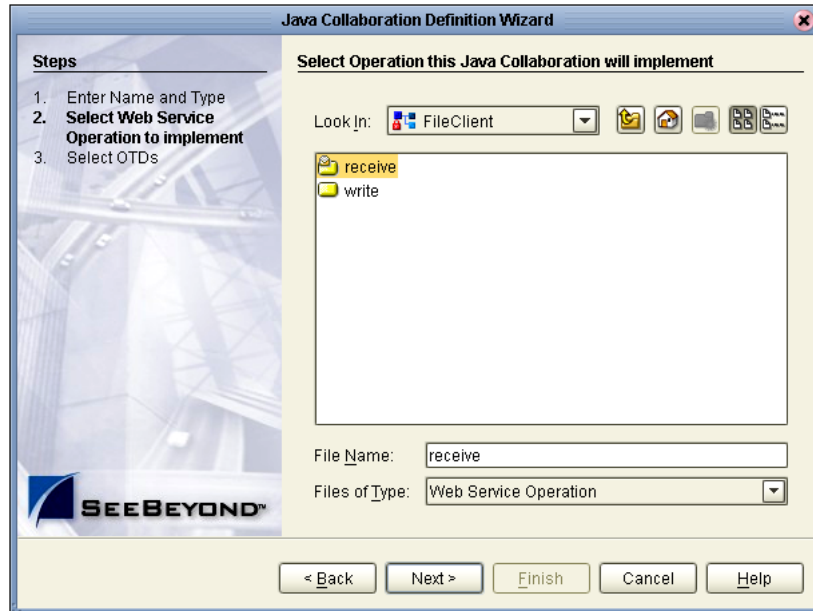 Java Collaboration Definition Wizard
Steps
1. Enter Name and Type
2. Select Web Service
Operation to implement
3. Select OTDs
Select Operation this Java Collaboration will implement
Look In: FileClient
receive
write
File Name: receive
Files of Type: Web Service Operation
SEEBEYOND™
< Back Next > Finish Cancel Help